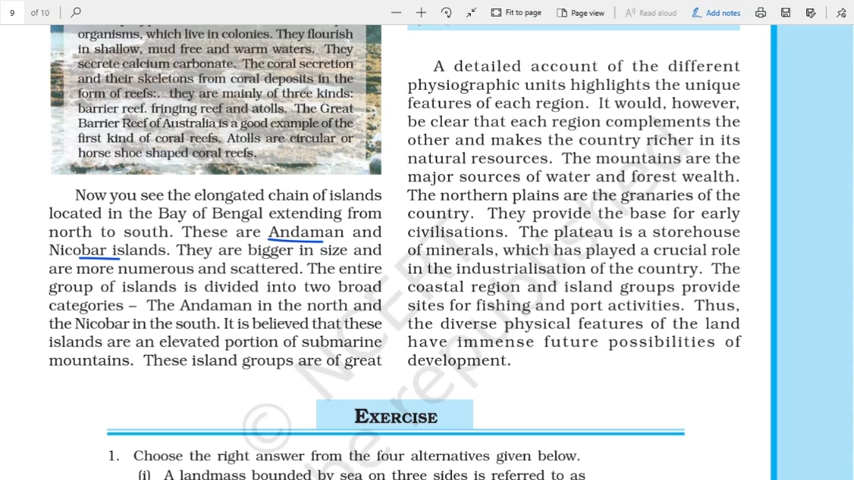 9 of 10
Fit to page
Page view
Read aloud
Add notes
organisms, which live in colonies. They flourish
in shallow, mud free and warm waters. They
secrete calcium carbonate. The coral secretion
and their skeletons from coral deposits in the
form of reefs:. they are mainly of three kinds:
barrier reef. fringing reef and atolls. The Great
Barrier Reef of Australia is a good example of the
first kind of coral reefs. Atolls are circular or
horse shoe shaped coral reefs.
Now you see the elongated chain of islands
located in the Bay of Bengal extending from
north to south. These are Andaman and
Nicobar islands. They are bigger in size and
are more numerous and scattered. The entire
group of islands is divided into two broad
categories – The Andaman in the north and
the Nicobar in the south. It is believed that these
islands are an elevated portion of submarine
mountains. These island groups are of great
A detailed account of the different
physiographic units highlights the unique
features of each region. It would, however,
be clear that each region complements the
other and makes the country richer in its
natural resources. The mountains are the
major sources of water and forest wealth.
The northern plains are the granaries of the
country. They provide the base for early
civilisations. The plateau is a storehouse
of minerals, which has played a crucial role
in the industrialisation of the country. The
coastal region and island groups provide
sites for fishing and port activities. Thus,
the diverse physical features of the land
have immense future possibilities of
development.
© NCERT
be republished
EXERCISE
1. Choose the right answer from the four alternatives given below.
(i) A landmass bounded by sea on three sides is referred to as